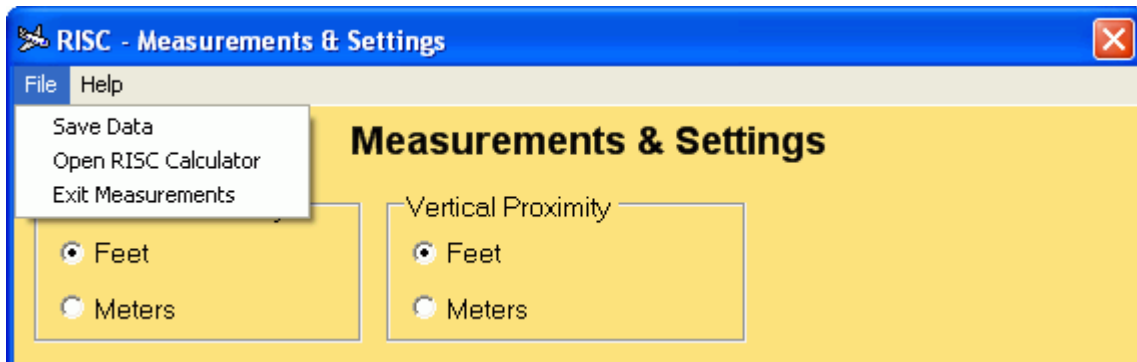 RISC - Measurements & Settings
File Help
Save Data
Open RISC Calculator
Exit Measurements
Measurements & Settings
Vertical Proximity
Feet
Meters
Feet
Meters